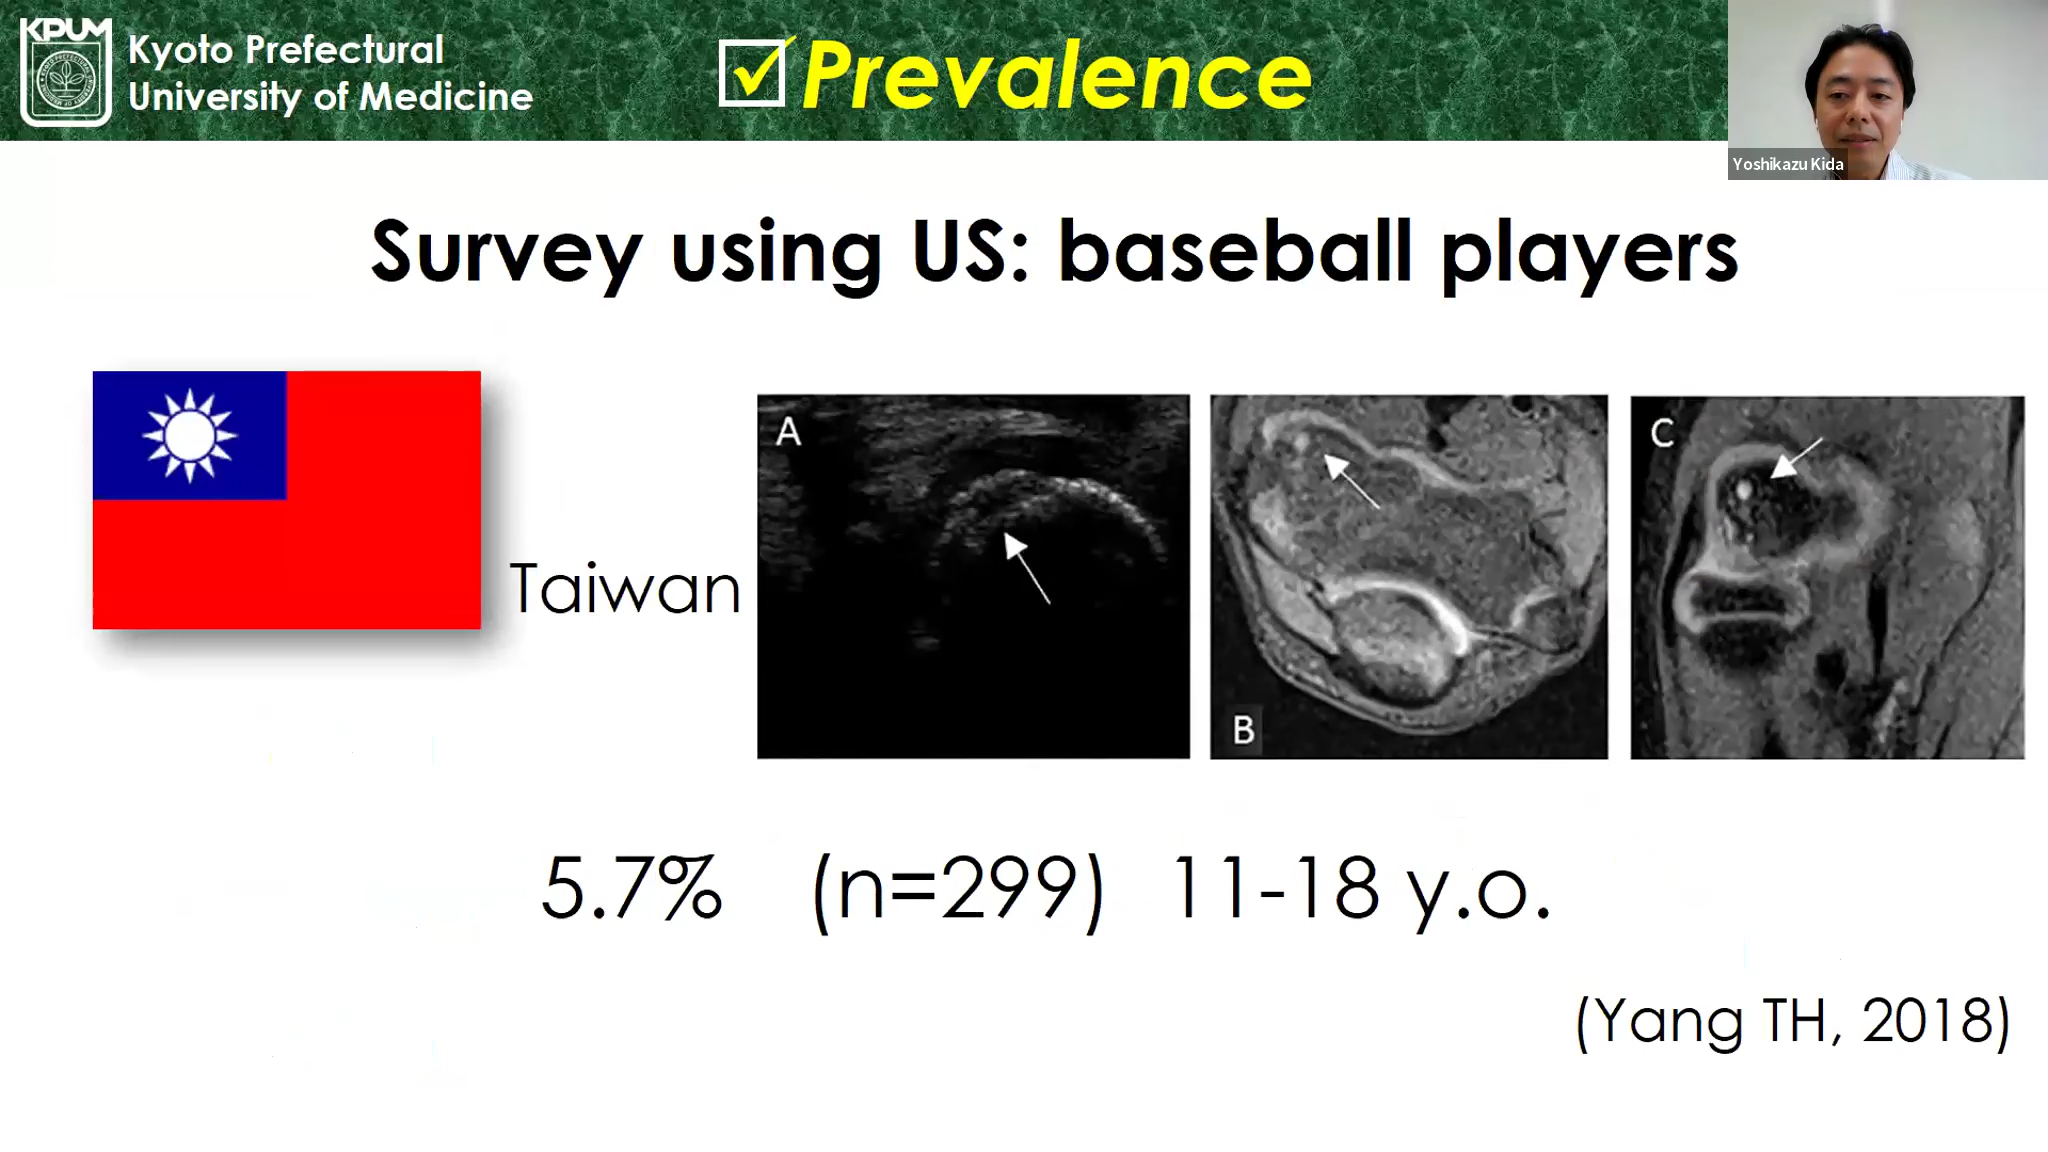 KPUM
Kyoto Prefectural
University of Medicine
Prevalence
Yoshikazu Kida
Survey using US: baseball players
Taiwan
A
B
C
5.7% (n=299) 11-18 y.o.
(Yang TH, 2018)